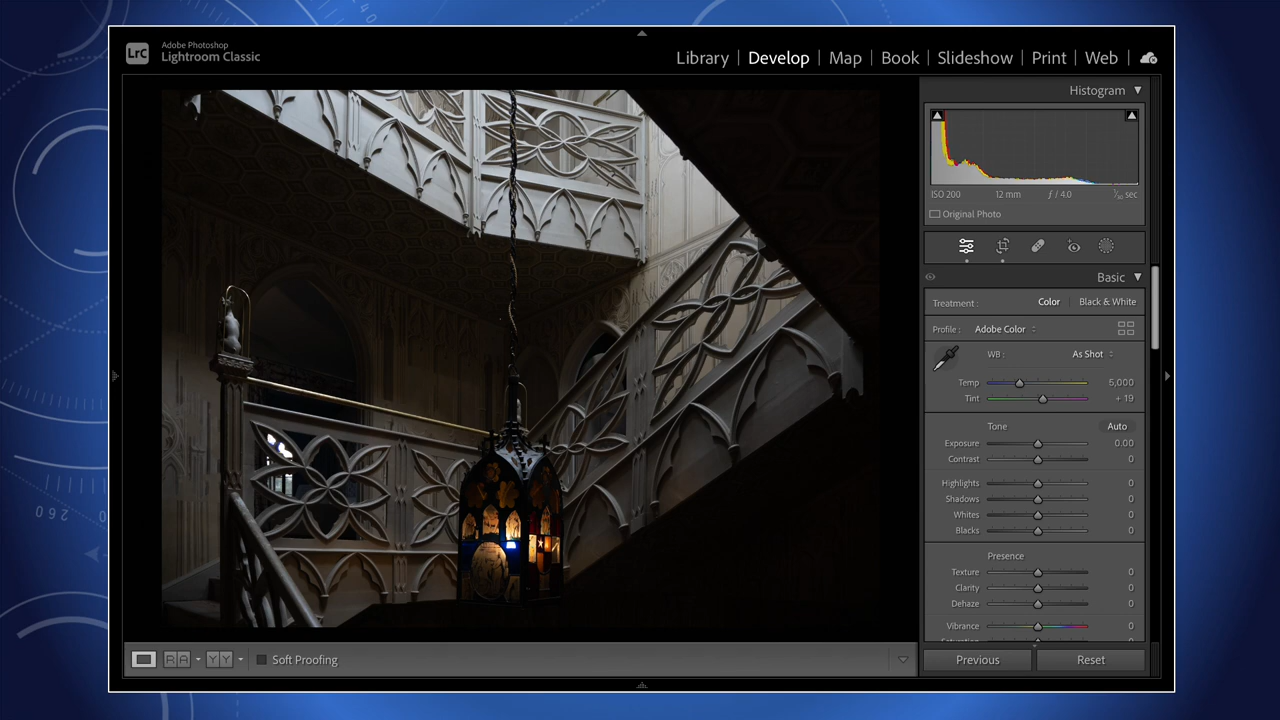 LrC
Adobe Photoshop
Lightroom Classic
Library | Develop | Map | Book | Slideshow | Print | Web |
Histogram
ISO 200 12 mm ƒ / 4.0 sec
Original Photo
Basic
Treatment : Color Black & White
Profile : Adobe Color
WB : As Shot
Temp 5,000
Tint + 19
Tone Auto
Exposure 0.00
Contrast 0
Highlights 0
Shadows 0
Whites 0
Blacks 0
Presence
Texture 0
Clarity 0
Dehaze 0
Vibrance 0
Previous Reset
R A Y Y Soft Proofing
40
260